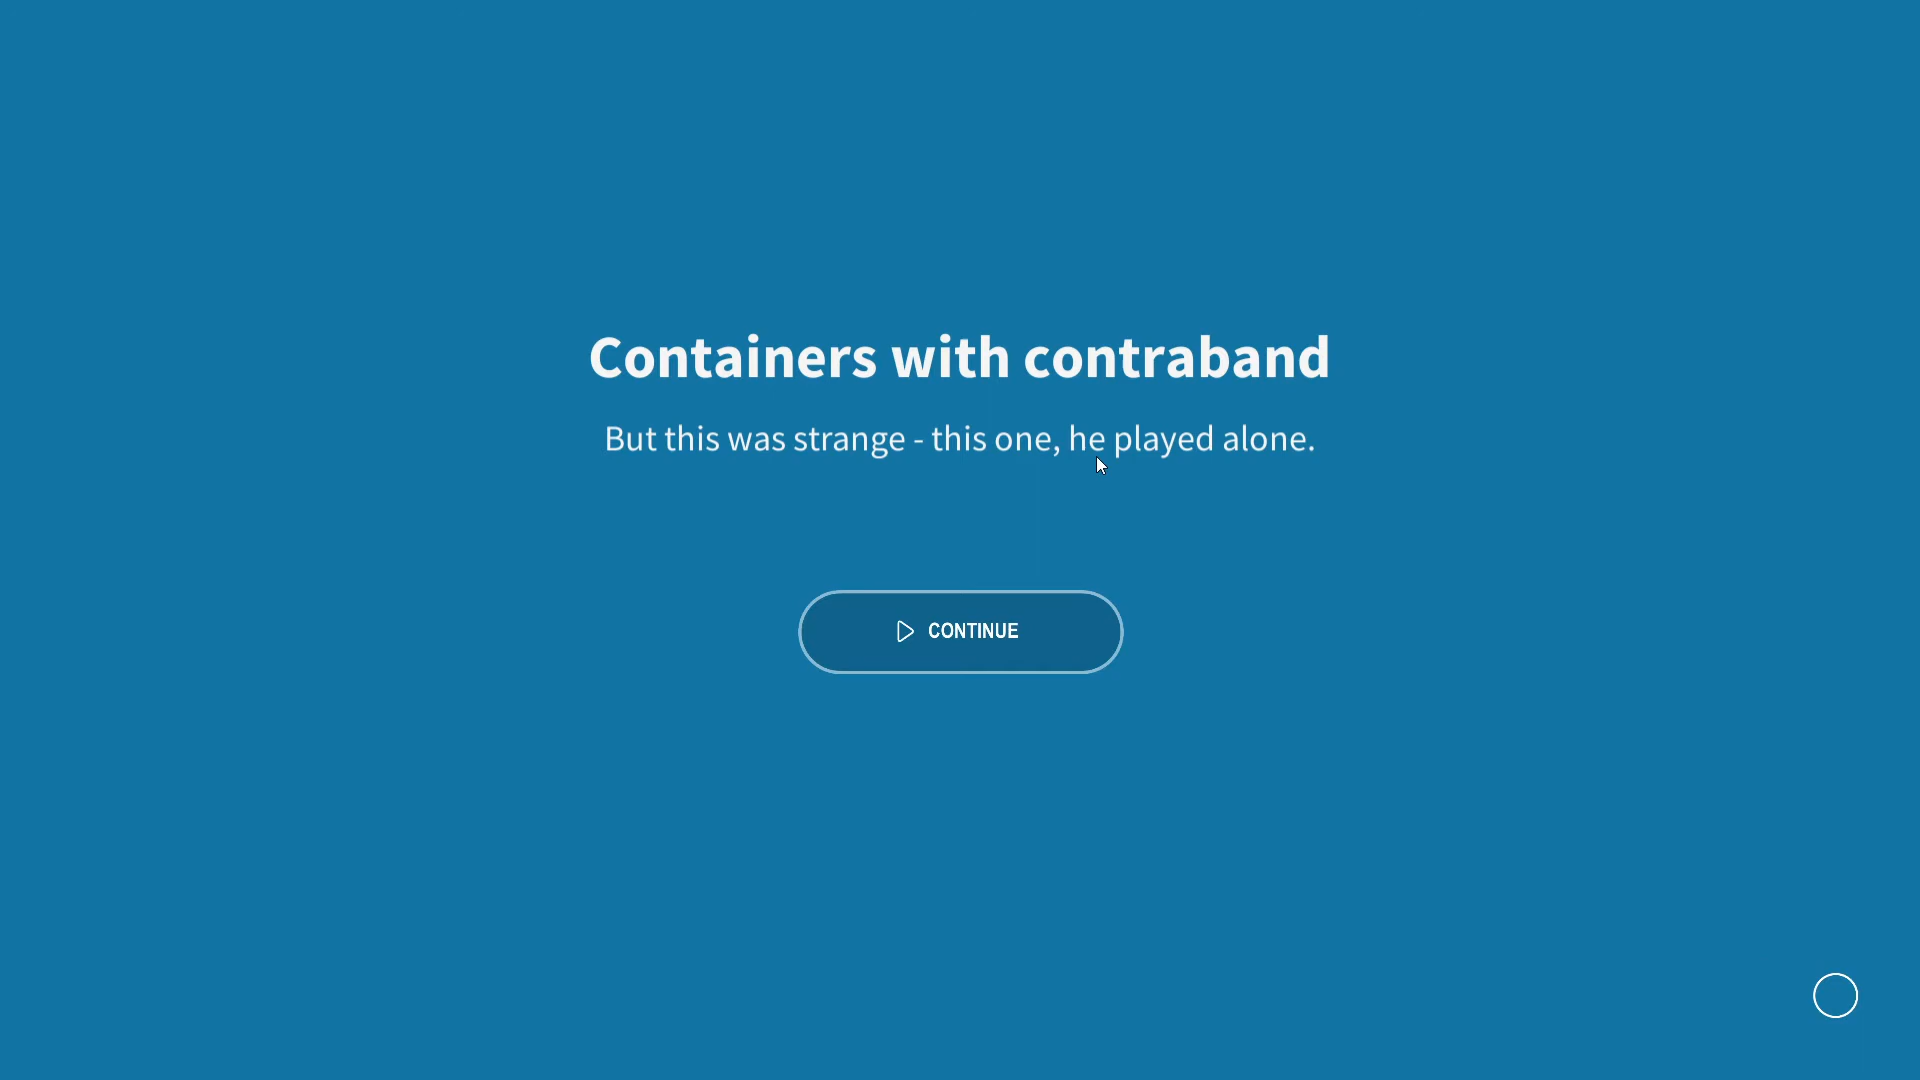 Containers with contraband
But this was strange - this one, he played alone.
CONTINUE